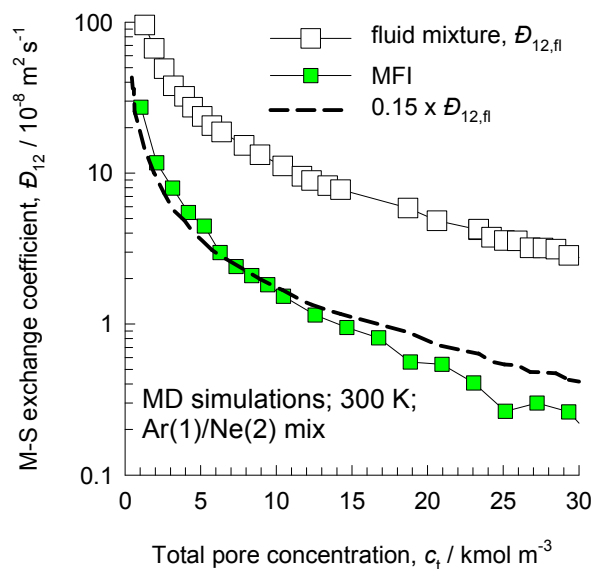 100
10
1
0.1
M-S exchange coefficient, Đ₁₂ / 10⁻⁸ m² s⁻¹
fluid mixture, Đ₁₂,fl
MFI
0.15 x Đ₁₂,fl
MD simulations; 300 K;
Ar(1)/Ne(2) mix
0 5 10 15 20 25 30
Total pore concentration, cₜ / kmol m⁻³